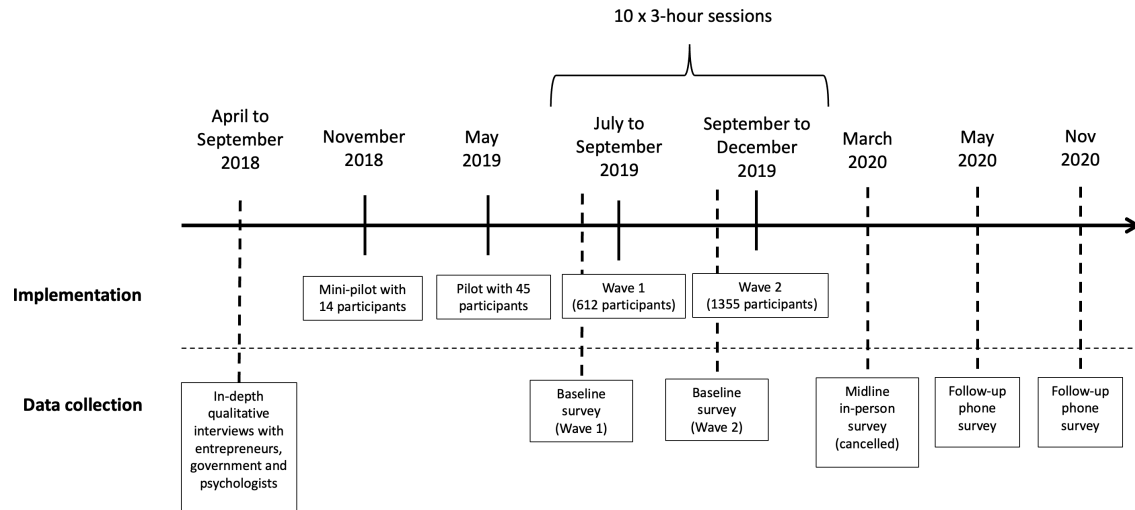 10 x 3-hour sessions
April to
September
2018
November
2018
May
2019
July to
September
2019
September to
December
2019
March
2020
May
2020
Nov
2020
Implementation
Mini-pilot with
14 participants
Pilot with 45
participants
Wave 1
(612 participants)
Wave 2
(1355 participants)
Data collection
In-depth
qualitative
interviews with
entrepreneurs,
government and
psychologists
Baseline
survey
(Wave 1)
Baseline
survey
(Wave 2)
Midline
in-person
survey
(cancelled)
Follow-up
phone
survey
Follow-up
phone
survey